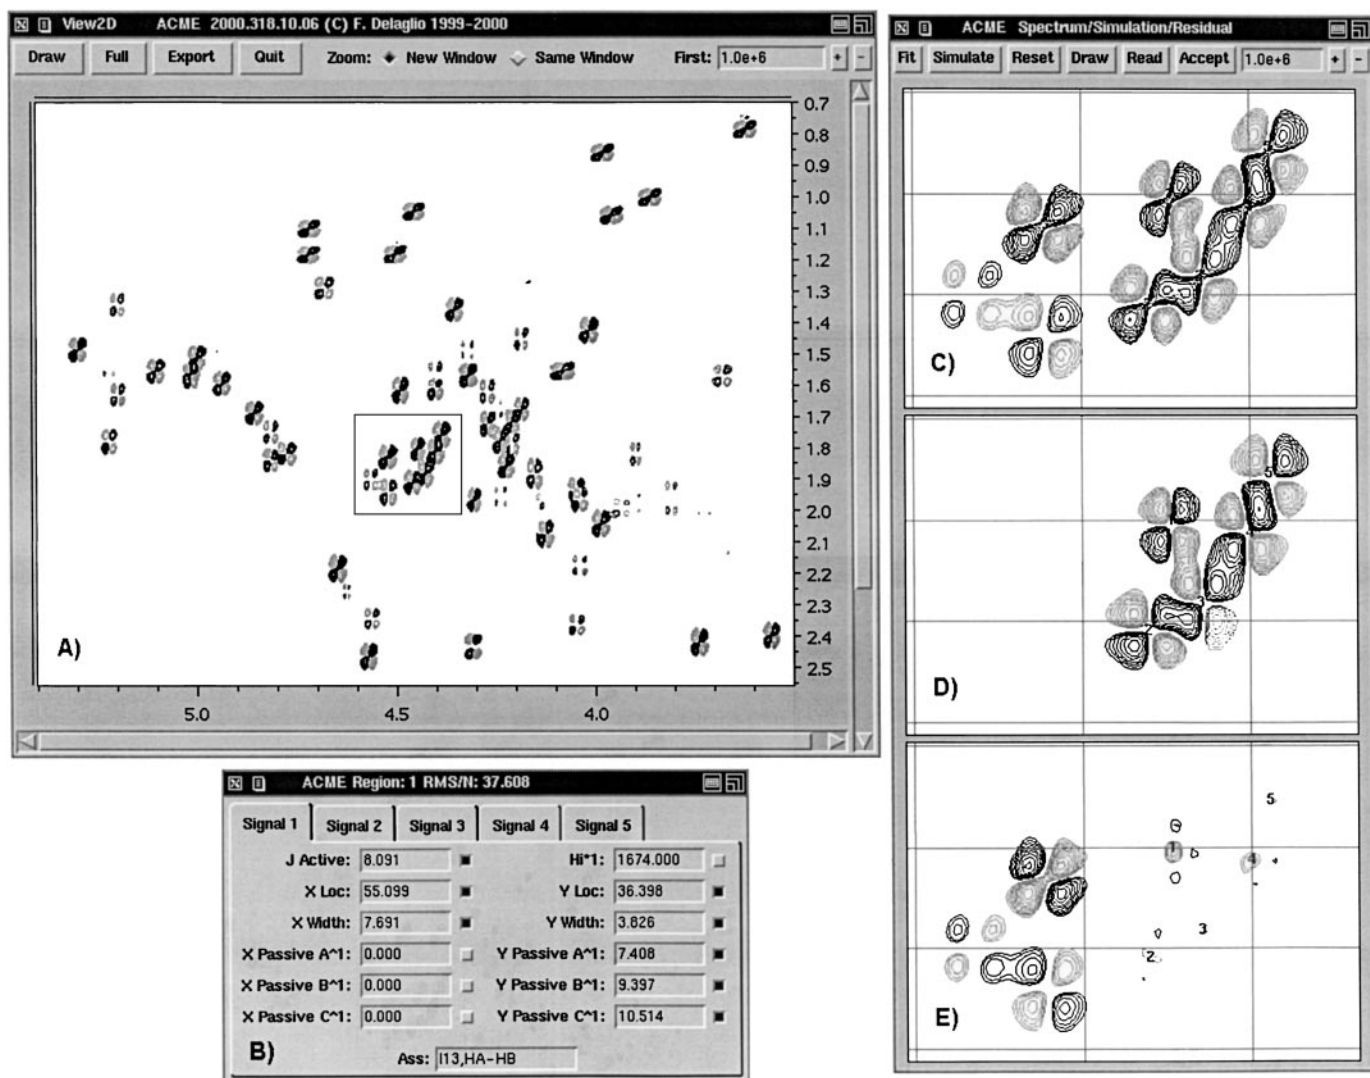 View2D ACME 2000.318.10.06 (C) F. Delaglio 1999-2000
Draw Full Export Quit Zoom: New Window Same Window First: 1.0e+6 + -
0.7
0.8
0.9
1.0
1.1
1.2
1.3
1.4
1.5
1.6
1.7
1.8
1.9
2.0
2.1
2.2
2.3
2.4
2.5
A)
5.0 4.5 4.0
ACME Region: 1 RMS/N: 37.608
Signal 1 Signal 2 Signal 3 Signal 4 Signal 5
J Active: 8.091 Hi*1: 1674.000
X Loc: 55.099 Y Loc: 36.398
X Width: 7.691 Y Width: 3.826
X Passive A^1: 0.000 Y Passive A^1: 7.408
X Passive B^1: 0.000 Y Passive B^1: 9.397
X Passive C^1: 0.000 Y Passive C^1: 10.514
B) Ass: I13,HA-HB
ACME Spectrum/Simulation/Residual
Fit Simulate Reset Draw Read Accept 1.0e+6 + -
C)
5
D)
5
1 4
3
2
E)